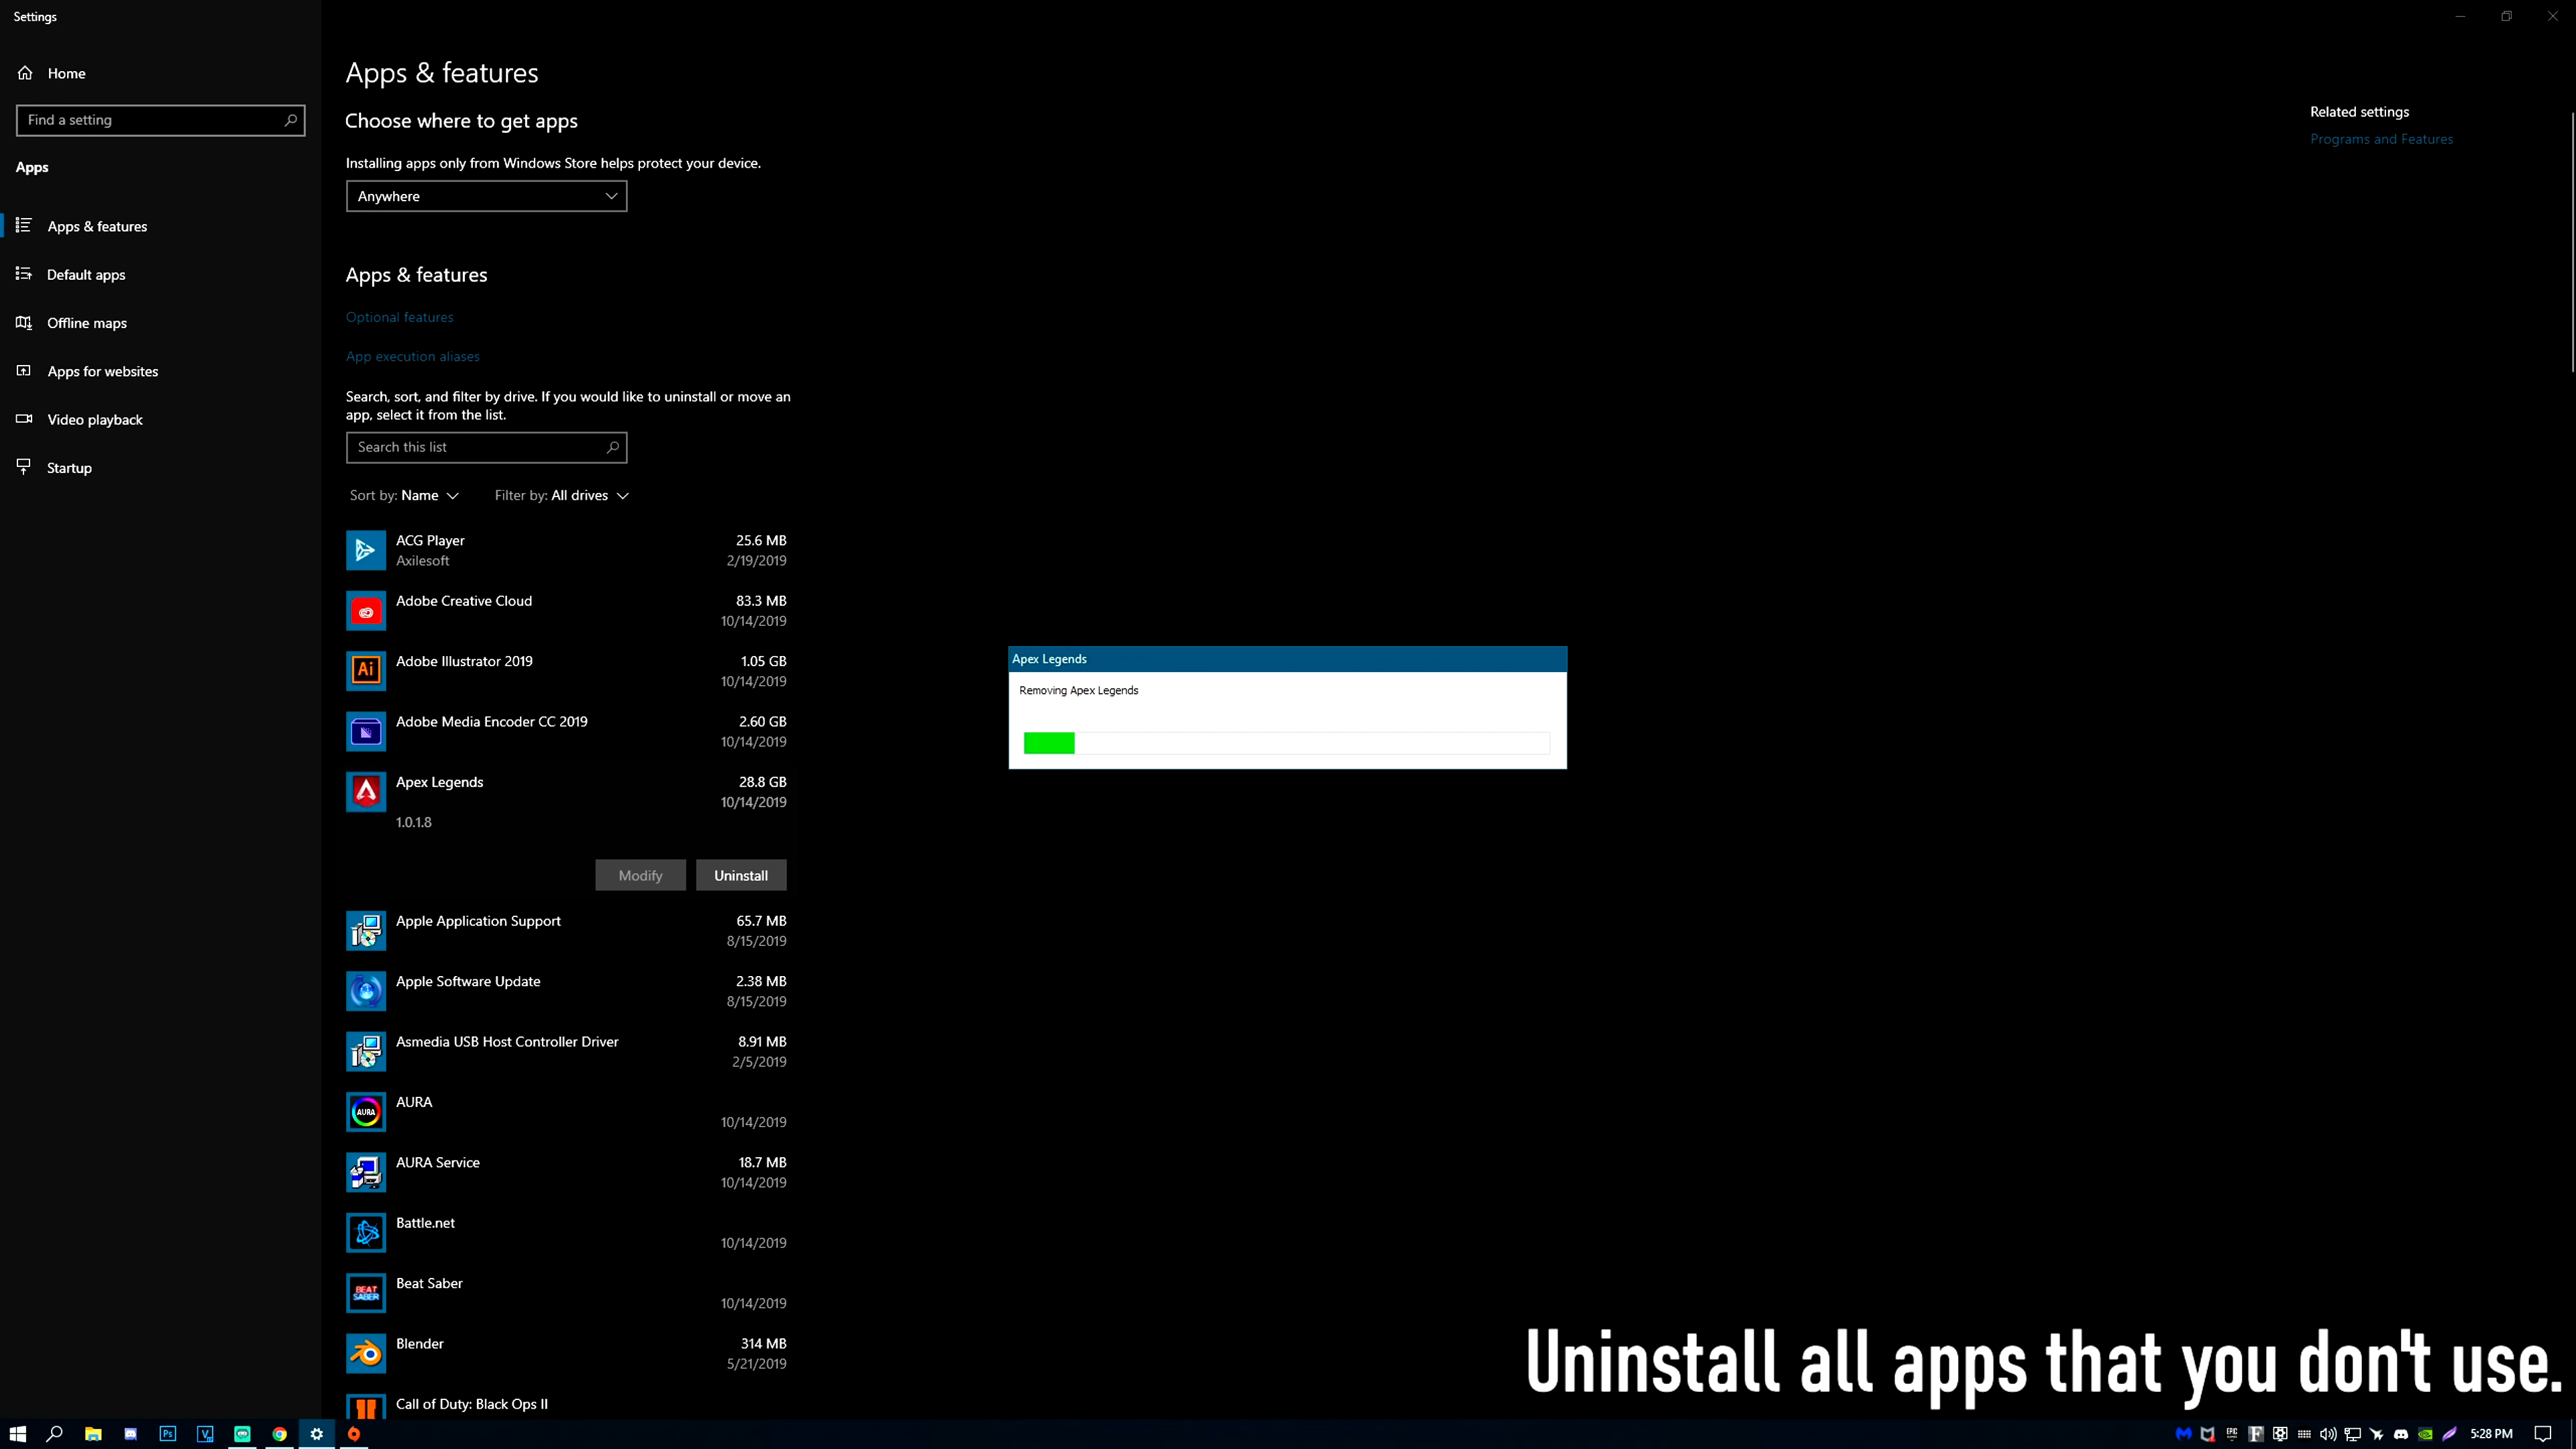 Settings
Home
Find a setting
Apps
Apps & features
Default apps
Offline maps
Apps for websites
Video playback
Startup
Apps & features
Choose where to get apps
Installing apps only from Windows Store helps protect your device.
Anywhere
Apps & features
Optional features
App execution aliases
Search, sort, and filter by drive. If you would like to uninstall or move an
app, select it from the list.
Search this list
Sort by: Name Filter by: All drives
ACG Player 25.6 MB
Axilesoft 2/19/2019
Adobe Creative Cloud 83.3 MB
10/14/2019
Ai Adobe Illustrator 2019 1.05 GB
10/14/2019
Adobe Media Encoder CC 2019 2.60 GB
10/14/2019
Apex Legends 28.8 GB
10/14/2019
1.0.1.8
Modify Uninstall
Apple Application Support 65.7 MB
8/15/2019
Apple Software Update 2.38 MB
8/15/2019
Asmedia USB Host Controller Driver 8.91 MB
2/5/2019
AURA AURA
10/14/2019
AURA Service 18.7 MB
10/14/2019
Battle.net
10/14/2019
BEAT SABER Beat Saber
10/14/2019
Blender 314 MB
5/21/2019
Call of Duty: Black Ops II
Related settings
Programs and Features
Apex Legends
Removing Apex Legends
Uninstall all apps that you don't use.
Ps
V
EPIC
F
5:28 PM